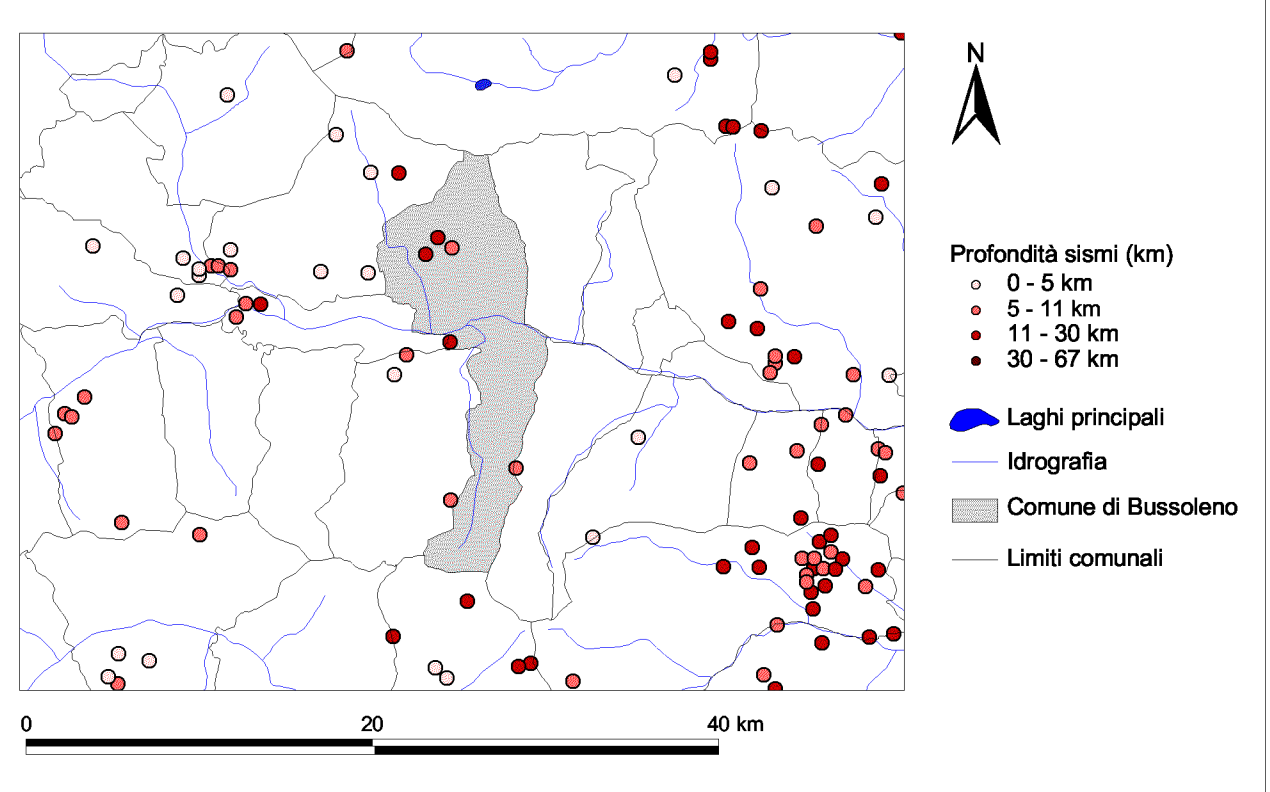 N
Profondità sismi (km)
0 - 5 km
5 - 11 km
11 - 30 km
30 - 67 km
Laghi principali
Idrografia
Comune di Bussoleno
Limiti comunali
0 20 40 km